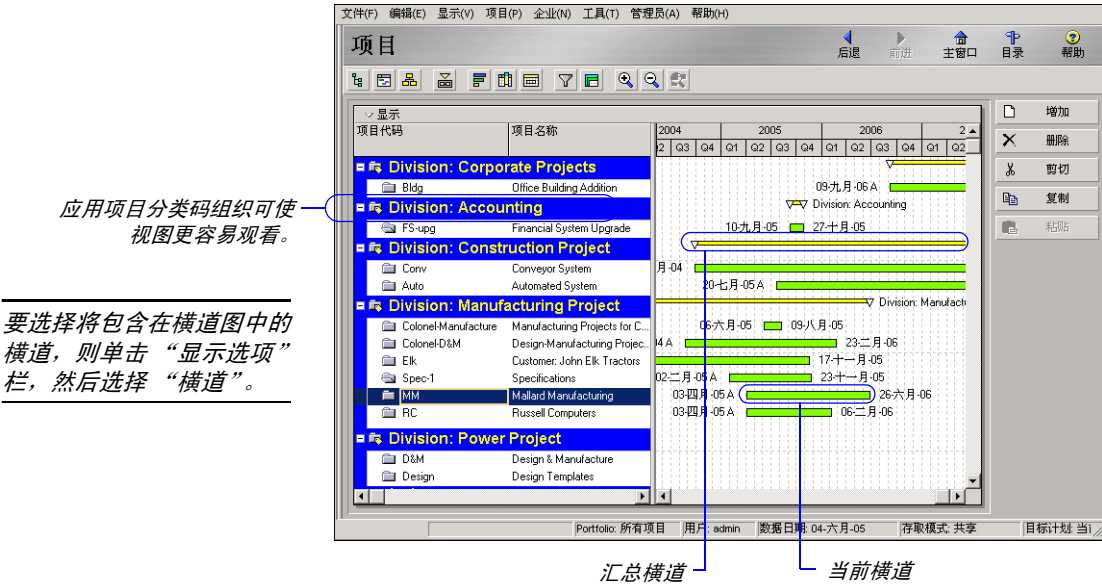 文件(F) 编辑(E) 显示(V) 项目(P) 企业(N) 工具(T) 管理员(A) 帮助(H)
项目
后退 前进 主窗口 目录 帮助
显示
项目代码 项目名称
2004 2005 2006 2
Q3 Q4 Q1 Q2 Q3 Q4 Q1 Q2 Q3 Q4 Q1 Q2
增加
删除
剪切
复制
粘贴
Division: Corporate Projects
Bldg Office Building Addition 09-九月-06 A
Division: Accounting Division: Accounting
FS-upg Financial System Upgrade 10-九月-05 27-十月-05
Division: Construction Project
Conv Conveyor System 月-04
Auto Automated System 20-七月-05 A
Division: Manufacturing Project Division: Manufact
Colonel-Manufacture Manufacturing Projects for C... 06-六月-05 09-八月-05
Colonel-D&M Design-Manufacturing Projec... 04 A 23-二月-06
Elk Customer: John Elk Tractors 17-十一月-05
Spec-1 Specifications 02-二月-05 A 23-十一月-05
MM Mallard Manufacturing 03-四月-05 A 26-六月-06
RC Russell Computers 03-四月-05 A 06-二月-06
Division: Power Project
D&M Design & Manufacture
Design Design Templates
Portfolio: 所有项目 用户: admin 数据日期: 04-六月-05 存取模式: 共享 目标计划: 当
应用项目分类码组织可使
视图更容易观看。
要选择将包含在横道图中的
横道，则单击 “显示选项”
栏，然后选择 “横道”。
汇总横道 当前横道